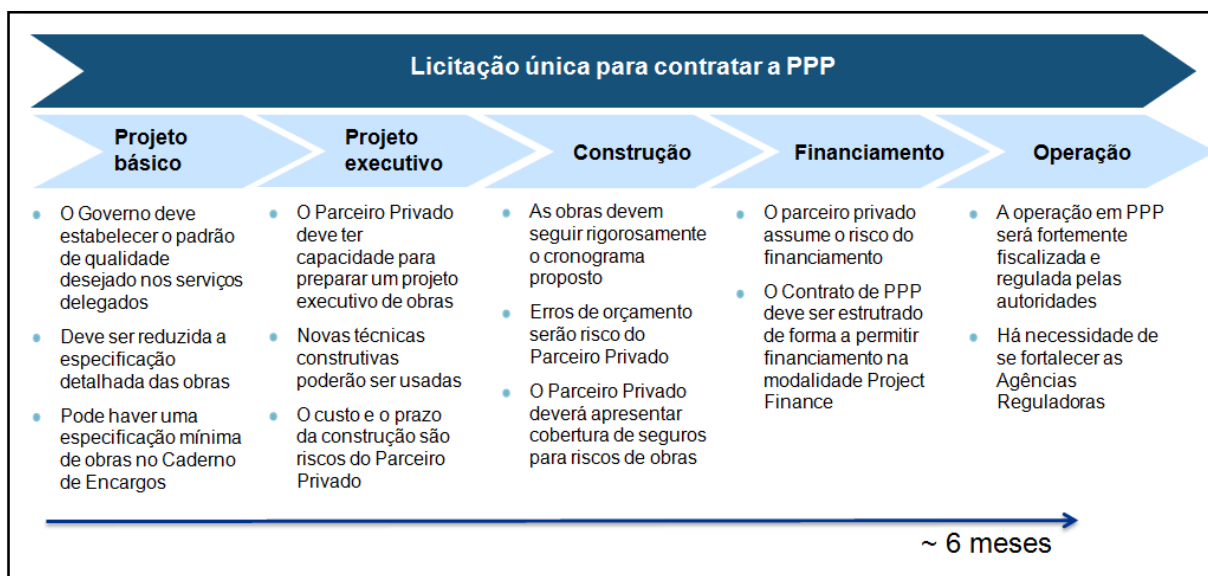 Licitação única para contratar a PPP
Projeto
básico
Projeto
executivo
Construção
Financiamento
Operação
O Governo deve
estabelecer o padrão
de qualidade
desejado nos serviços
delegados
Deve ser reduzida a
especificação
detalhada das obras
Pode haver uma
especificação mínima
de obras no Caderno
de Encargos
O Parceiro Privado
deve ter
capacidade para
preparar um projeto
executivo de obras
Novas técnicas
construtivas
poderão ser usadas
O custo e o prazo
da construção são
riscos do Parceiro
Privado
As obras devem
seguir rigorosamente
o cronograma
proposto
Erros de orçamento
serão risco do
Parceiro Privado
O Parceiro Privado
deverá apresentar
cobertura de seguros
para riscos de obras
O parceiro privado
assume o risco do
financiamento
O Contrato de PPP
deve ser estrutrado
de forma a permitir
financiamento na
modalidade Project
Finance
A operação em PPP
será fortemente
fiscalizada e
regulada pelas
autoridades
Há necessidade de
se fortalecer as
Agências
Reguladoras
~ 6 meses